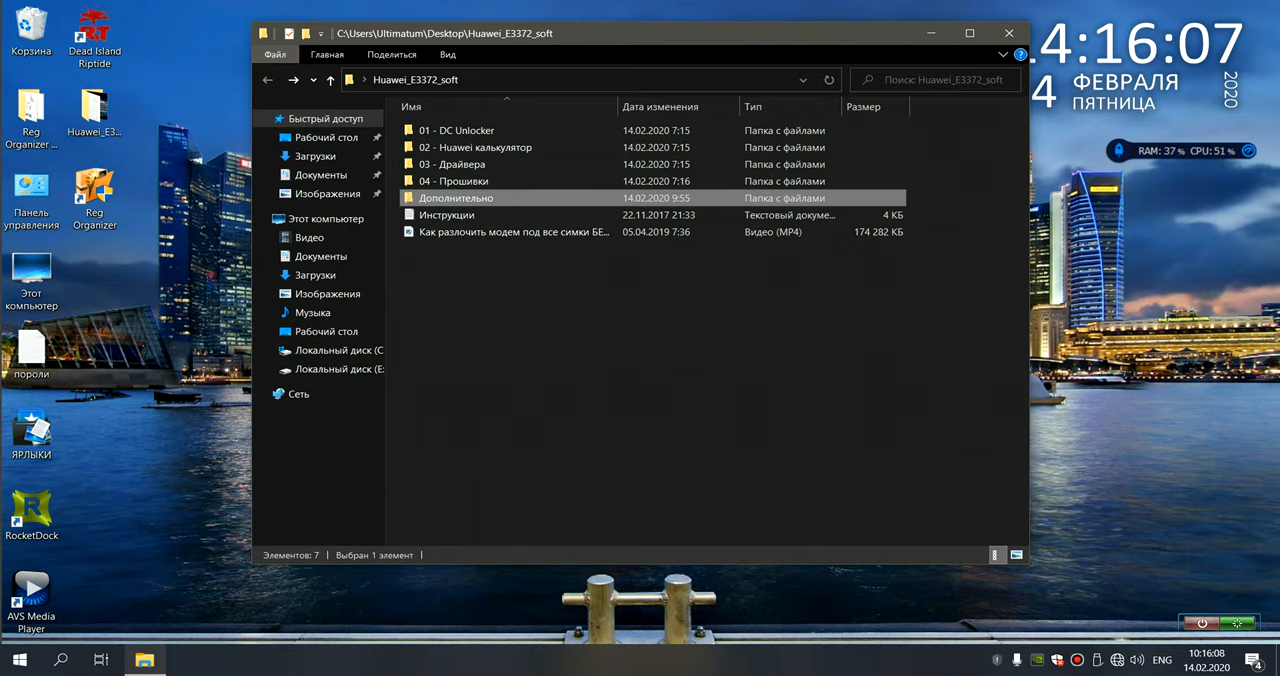 Корзина
Dead Island
Riptide
Reg
Organizer ...
Huawei_E3...
Панель
управления
Reg
Organizer
Этот
компьютер
пороли
ЯРЛЫКИ
RocketDock
AVS Media
Player
C:\Users\Ultimatum\Desktop\Huawei_E3372_soft
Файл
Главная
Поделиться
Вид
Huawei_E3372_soft
Поиск: Huawei_E3372_soft
Быстрый доступ
Рабочий стол
Загрузки
Документы
Изображения
Этот компьютер
Видео
Документы
Загрузки
Изображения
Музыка
Рабочий стол
Локальный диск (C
Локальный диск (E:
Сеть
Имя Дата изменения Тип Размер
01 - DC Unlocker 14.02.2020 7:15 Папка с файлами
02 - Huawei калькулятор 14.02.2020 7:15 Папка с файлами
03 - Драйвера 14.02.2020 7:15 Папка с файлами
04 - Прошивки 14.02.2020 7:16 Папка с файлами
Дополнительно 14.02.2020 9:55 Папка с файлами
Инструкции 22.11.2017 21:33 Текстовый докуме... 4 КБ
Как разлочить модем под все симки БЕ... 05.04.2019 7:36 Видео (MP4) 174 282 КБ
Элементов: 7 Выбран 1 элемент
4:16:07
4 ФЕВРАЛЯ
ПЯТНИЦА
2020
RAM: 37 % CPU: 51 %
ENG
10:16:08
14.02.2020
4